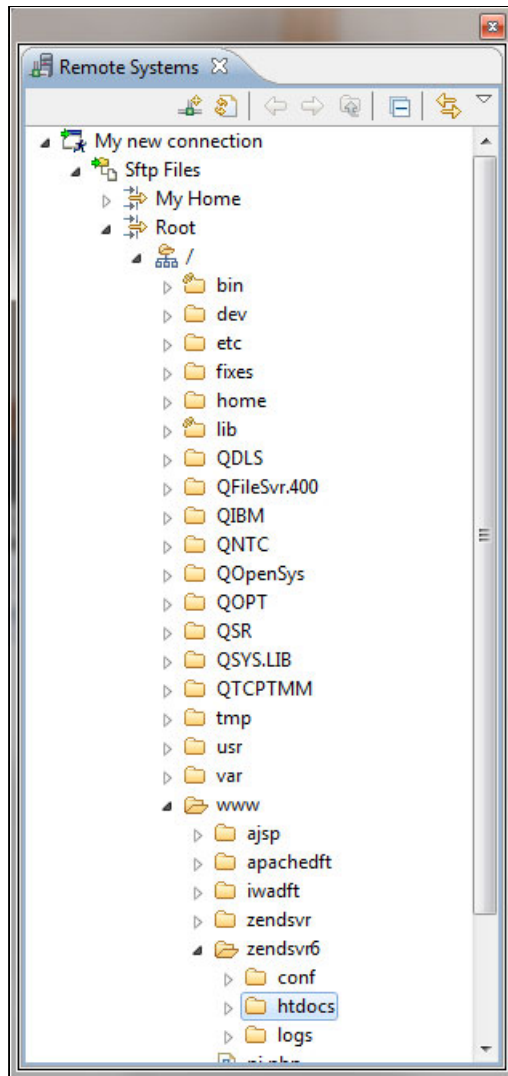 Remote Systems
My new connection
Sftp Files
My Home
Root
/
bin
dev
etc
fixes
home
lib
QDLS
QFileSvr.400
QIBM
QNTC
QOpenSys
QOPT
QSR
QSYS.LIB
QTCPTMM
tmp
usr
var
www
ajsp
apachedft
iwadft
zendsvr
zendsvr6
conf
htdocs
logs